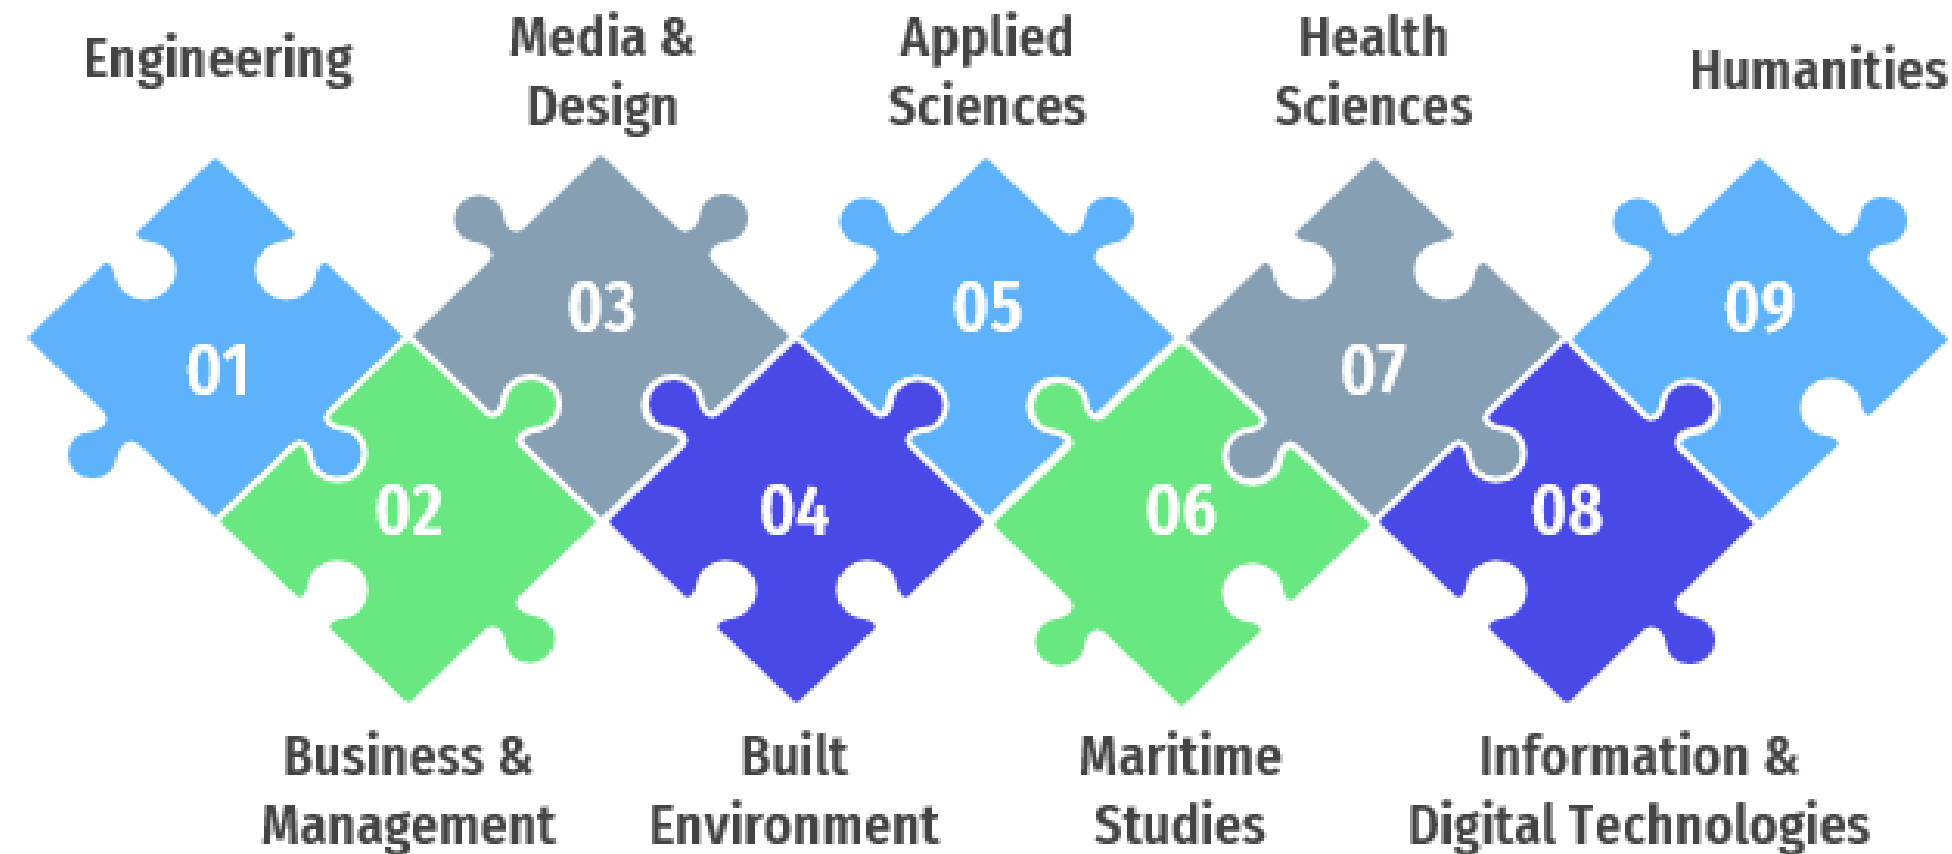 Engineering
Media &
Design
Applied
Sciences
Health
Sciences
Humanities
01
02
03
04
05
06
07
08
09
Business &
Management
Built
Environment
Maritime
Studies
Information &
Digital Technologies